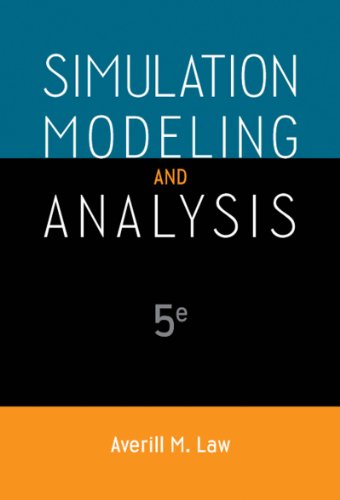 SIMULATION
MODELING
AND
ANALYSIS
5e
Averill M. Law